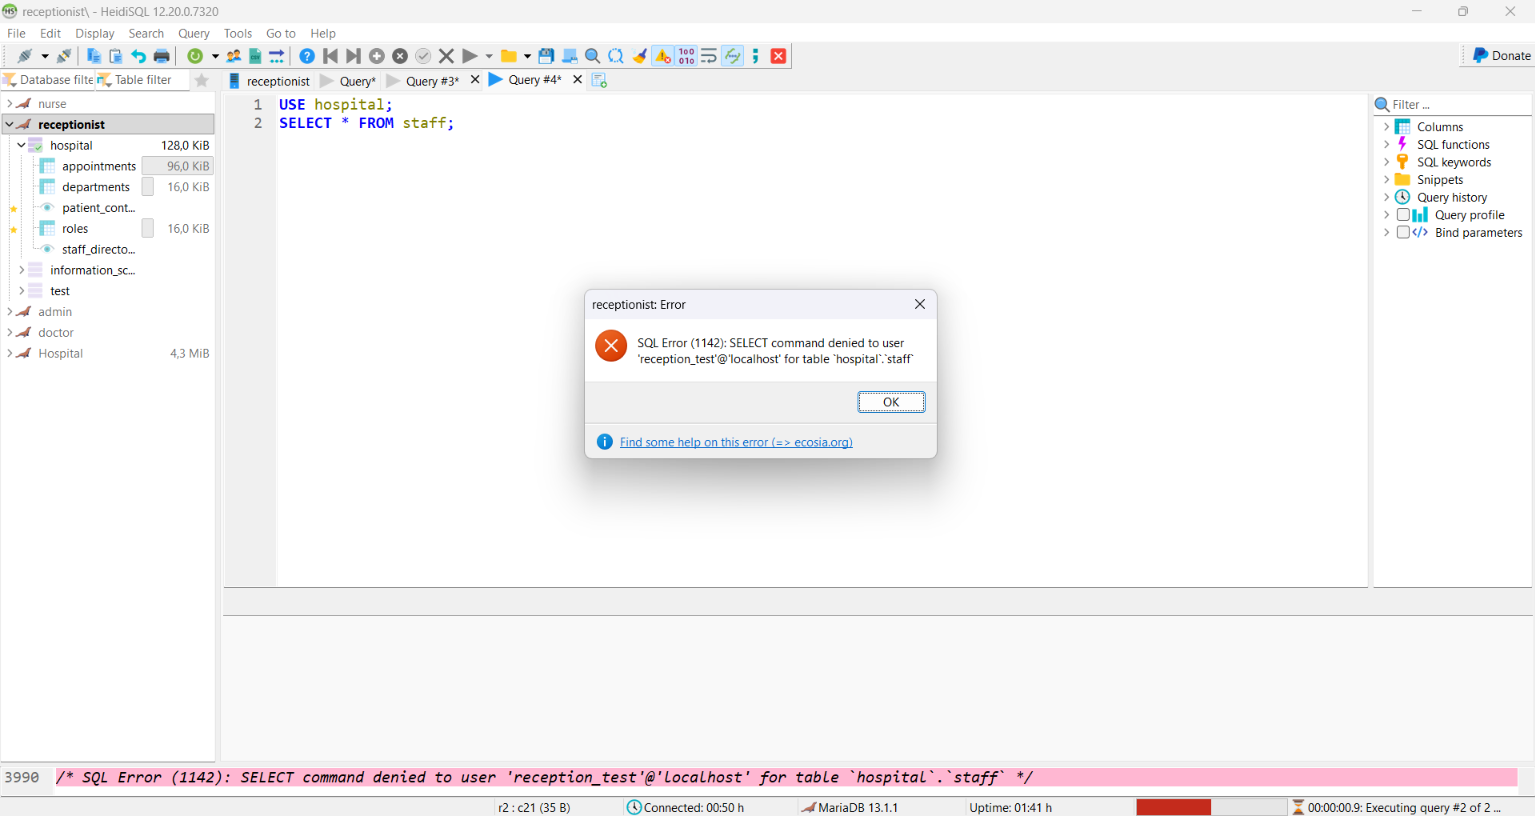 receptionist\ - HeidiSQL 12.20.0.7320
File Edit Display Search Query Tools Go to Help
Donate
Database filte Table filter receptionist Query* Query #3* Query #4*
nurse
receptionist
hospital 128,0 KiB
appointments 96,0 KiB
departments 16,0 KiB
patient_cont...
roles 16,0 KiB
staff_directo...
information_sc...
test
admin
doctor
Hospital 4,3 MiB
1 USE hospital;
2 SELECT * FROM staff;
Filter ...
Columns
SQL functions
SQL keywords
Snippets
Query history
Query profile
Bind parameters
receptionist: Error
SQL Error (1142): SELECT command denied to user
'reception_test'@'localhost' for table `hospital`.`staff`
OK
Find some help on this error (=> ecosia.org)
3990 /* SQL Error (1142): SELECT command denied to user 'reception_test'@'localhost' for table `hospital`.`staff` */
r2 : c21 (35 B) Connected: 00:50 h MariaDB 13.1.1 Uptime: 01:41 h 00:00:00.9: Executing query #2 of 2 ...